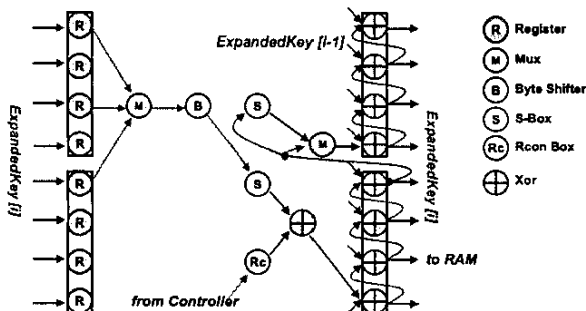 ExpandedKey [i-1]
ExpandedKey [i]
ExpandedKey [i]
R
R
R
R
R
R
R
R
M
B
S
M
S
Rc
from Controller
to RAM
R Register
M Mux
B Byte Shifter
S S-Box
Rc Rcon Box
Xor